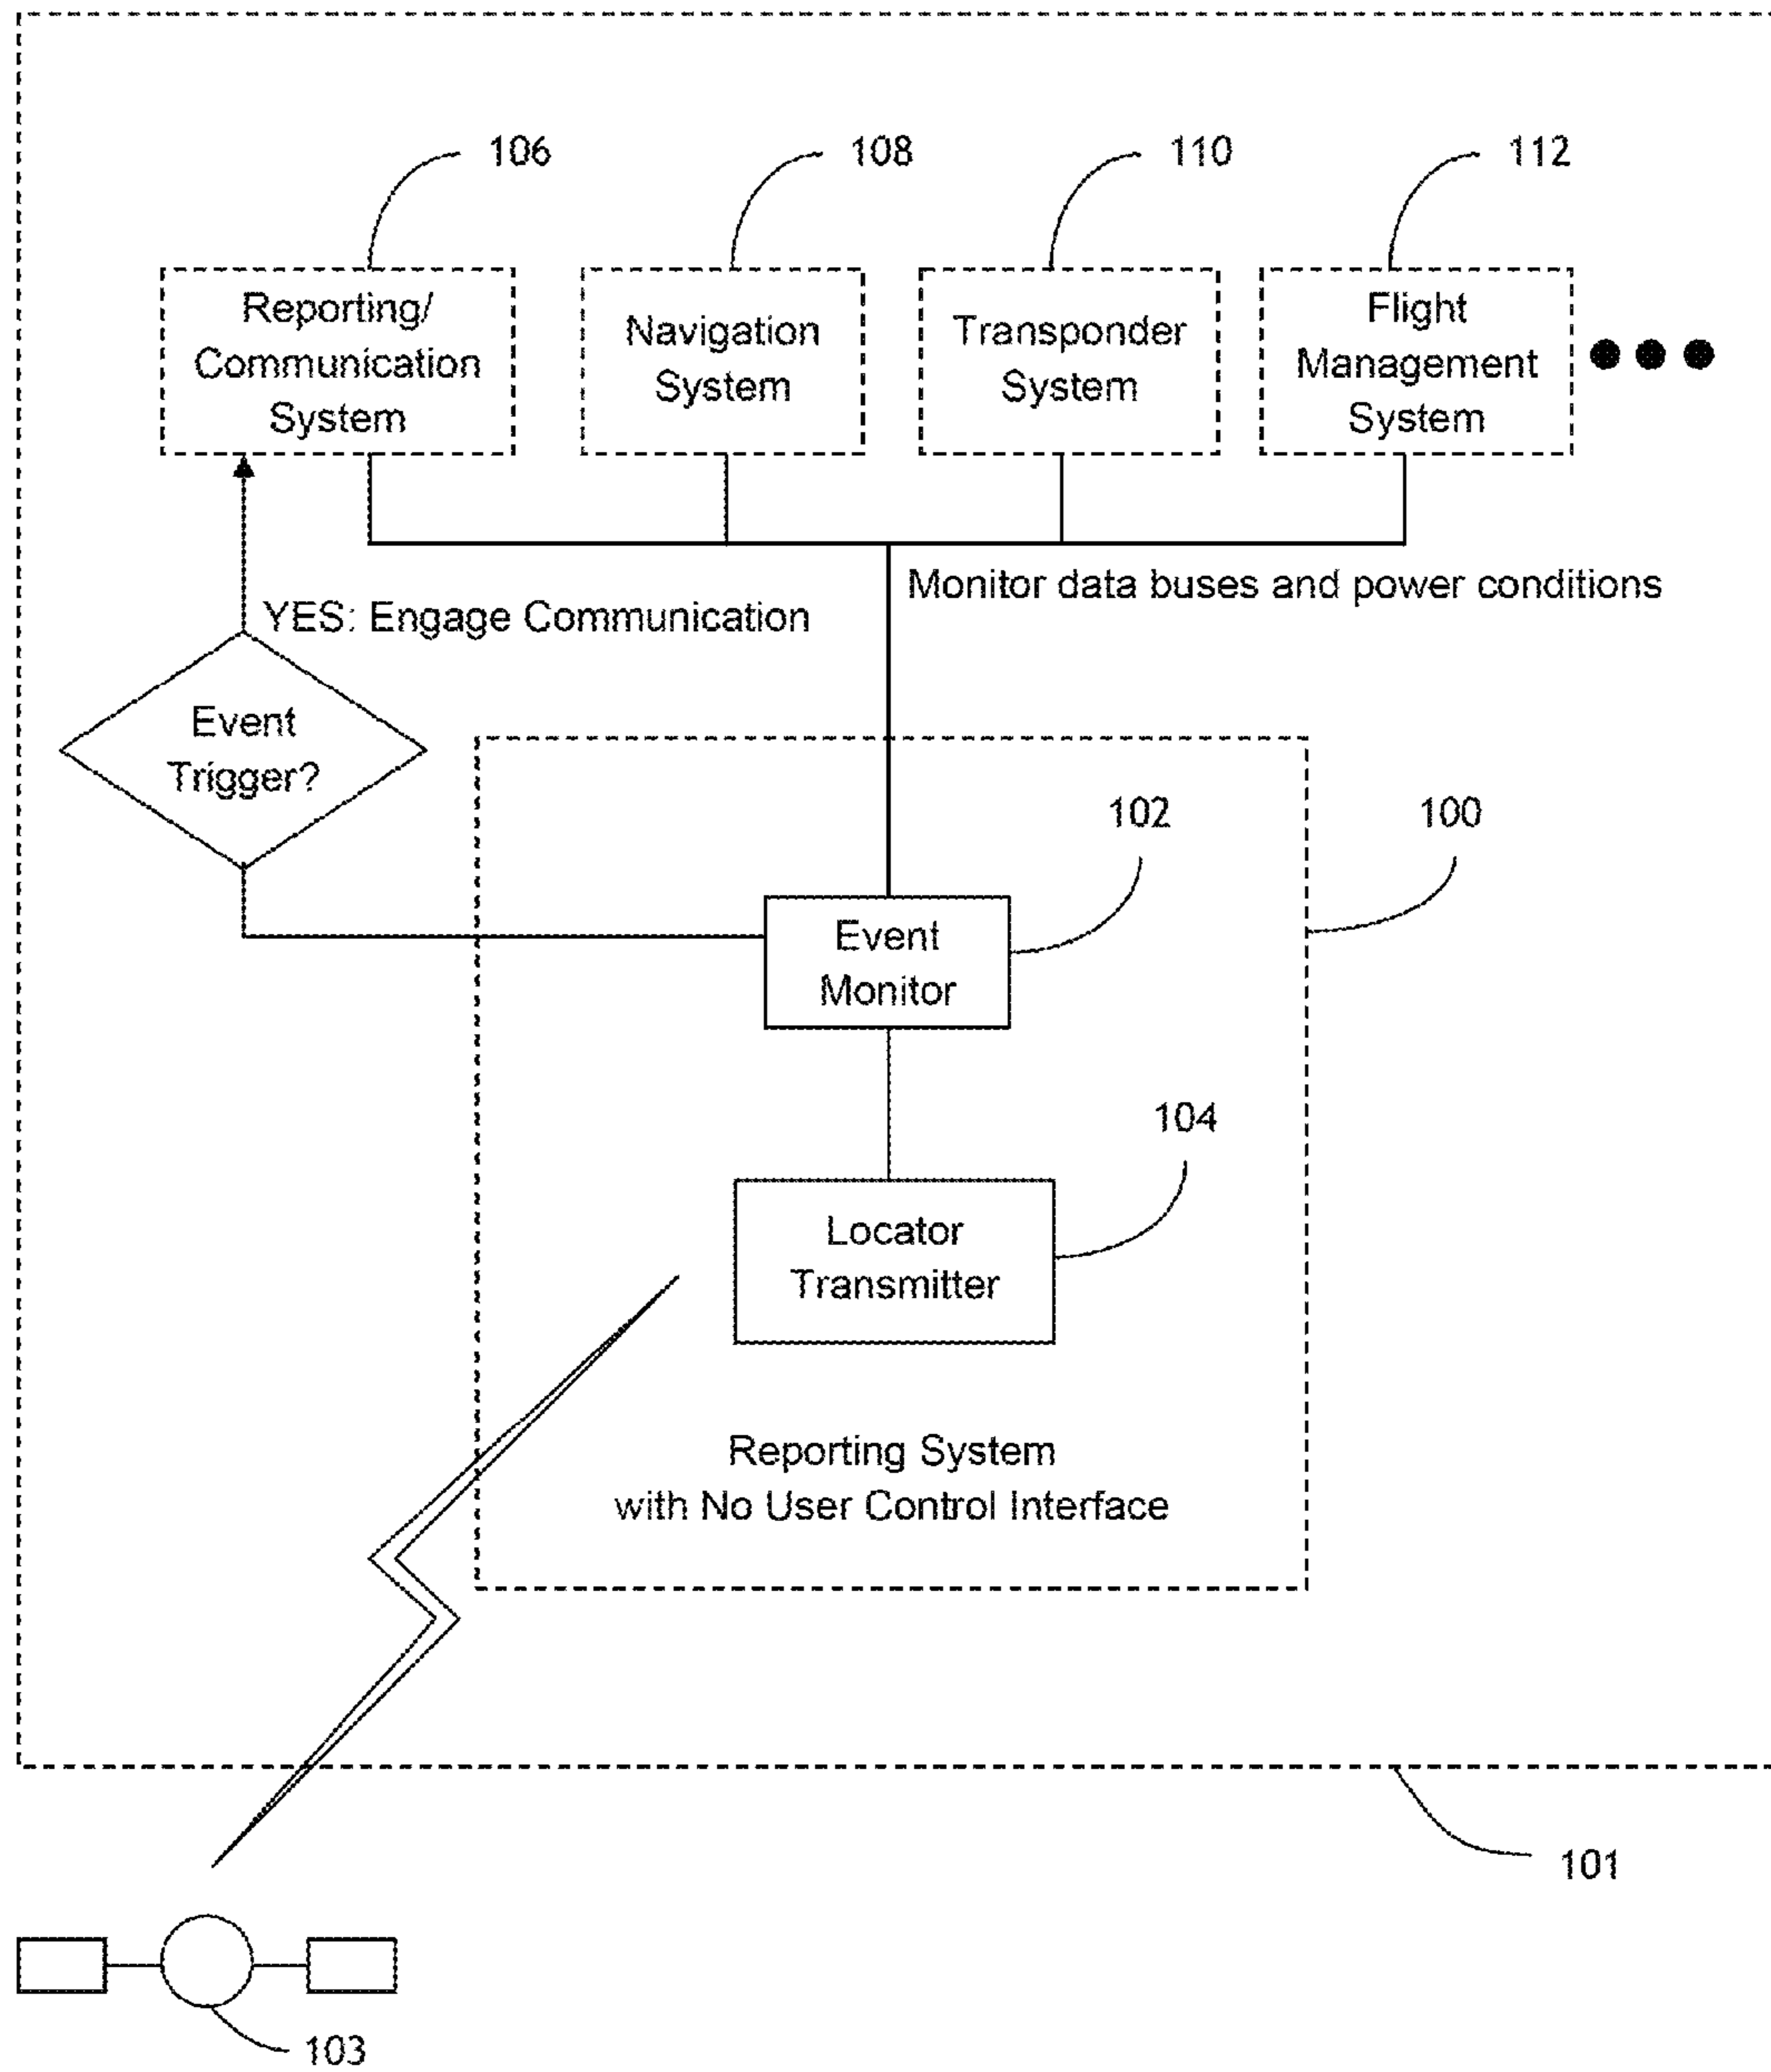 106
108
110
112
Reporting/
Communication
System
Navigation
System
Transponder
System
Flight
Management
System
Monitor data buses and power conditions
YES: Engage Communication
Event
Trigger?
102
100
Event
Monitor
104
Locator
Transmitter
Reporting System
with No User Control Interface
101
103